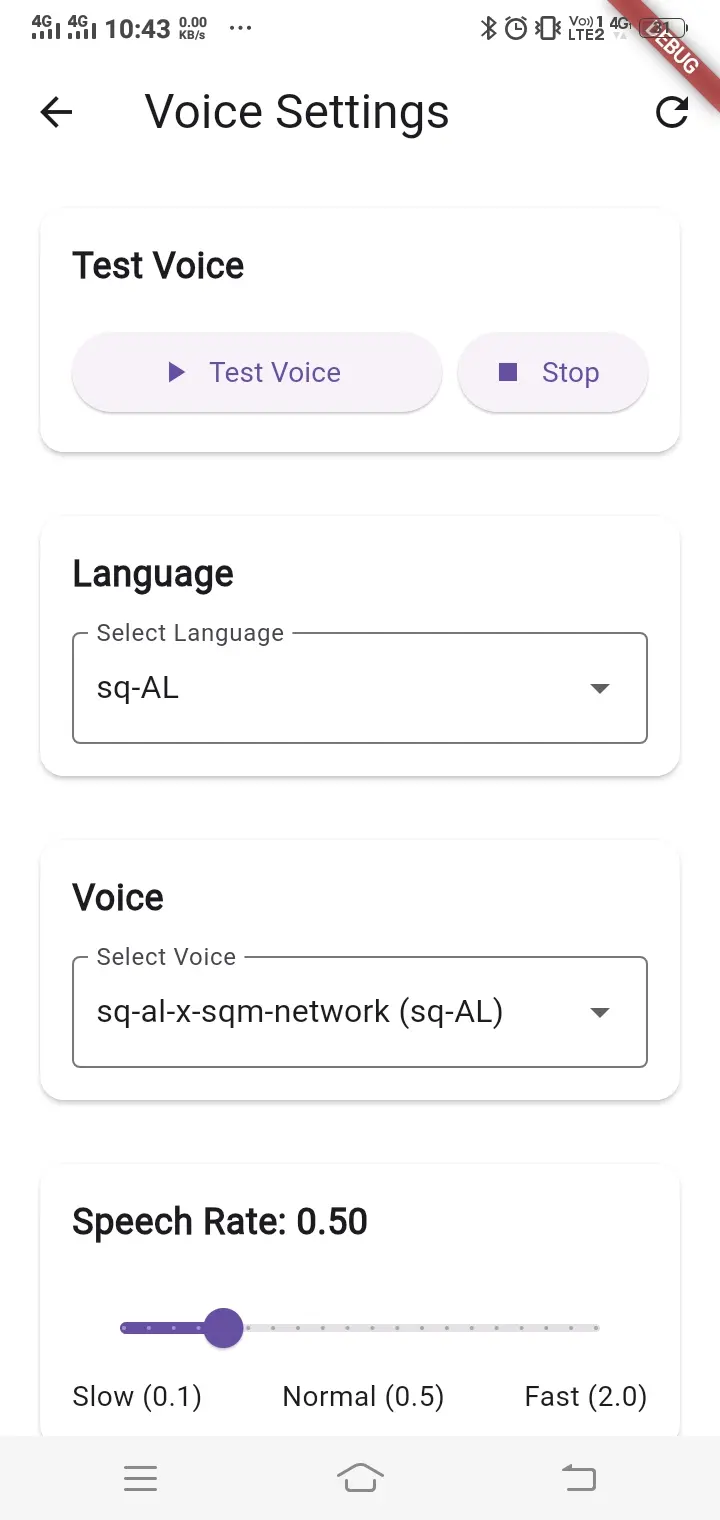 4G 4G 10:43 0.00 KB/s ... Vo)) 1 LTE2 4G 31
DEBUG
Voice Settings
Test Voice
Test Voice Stop
Language
Select Language
sq-AL
Voice
Select Voice
sq-al-x-sqm-network (sq-AL)
Speech Rate: 0.50
Slow (0.1) Normal (0.5) Fast (2.0)